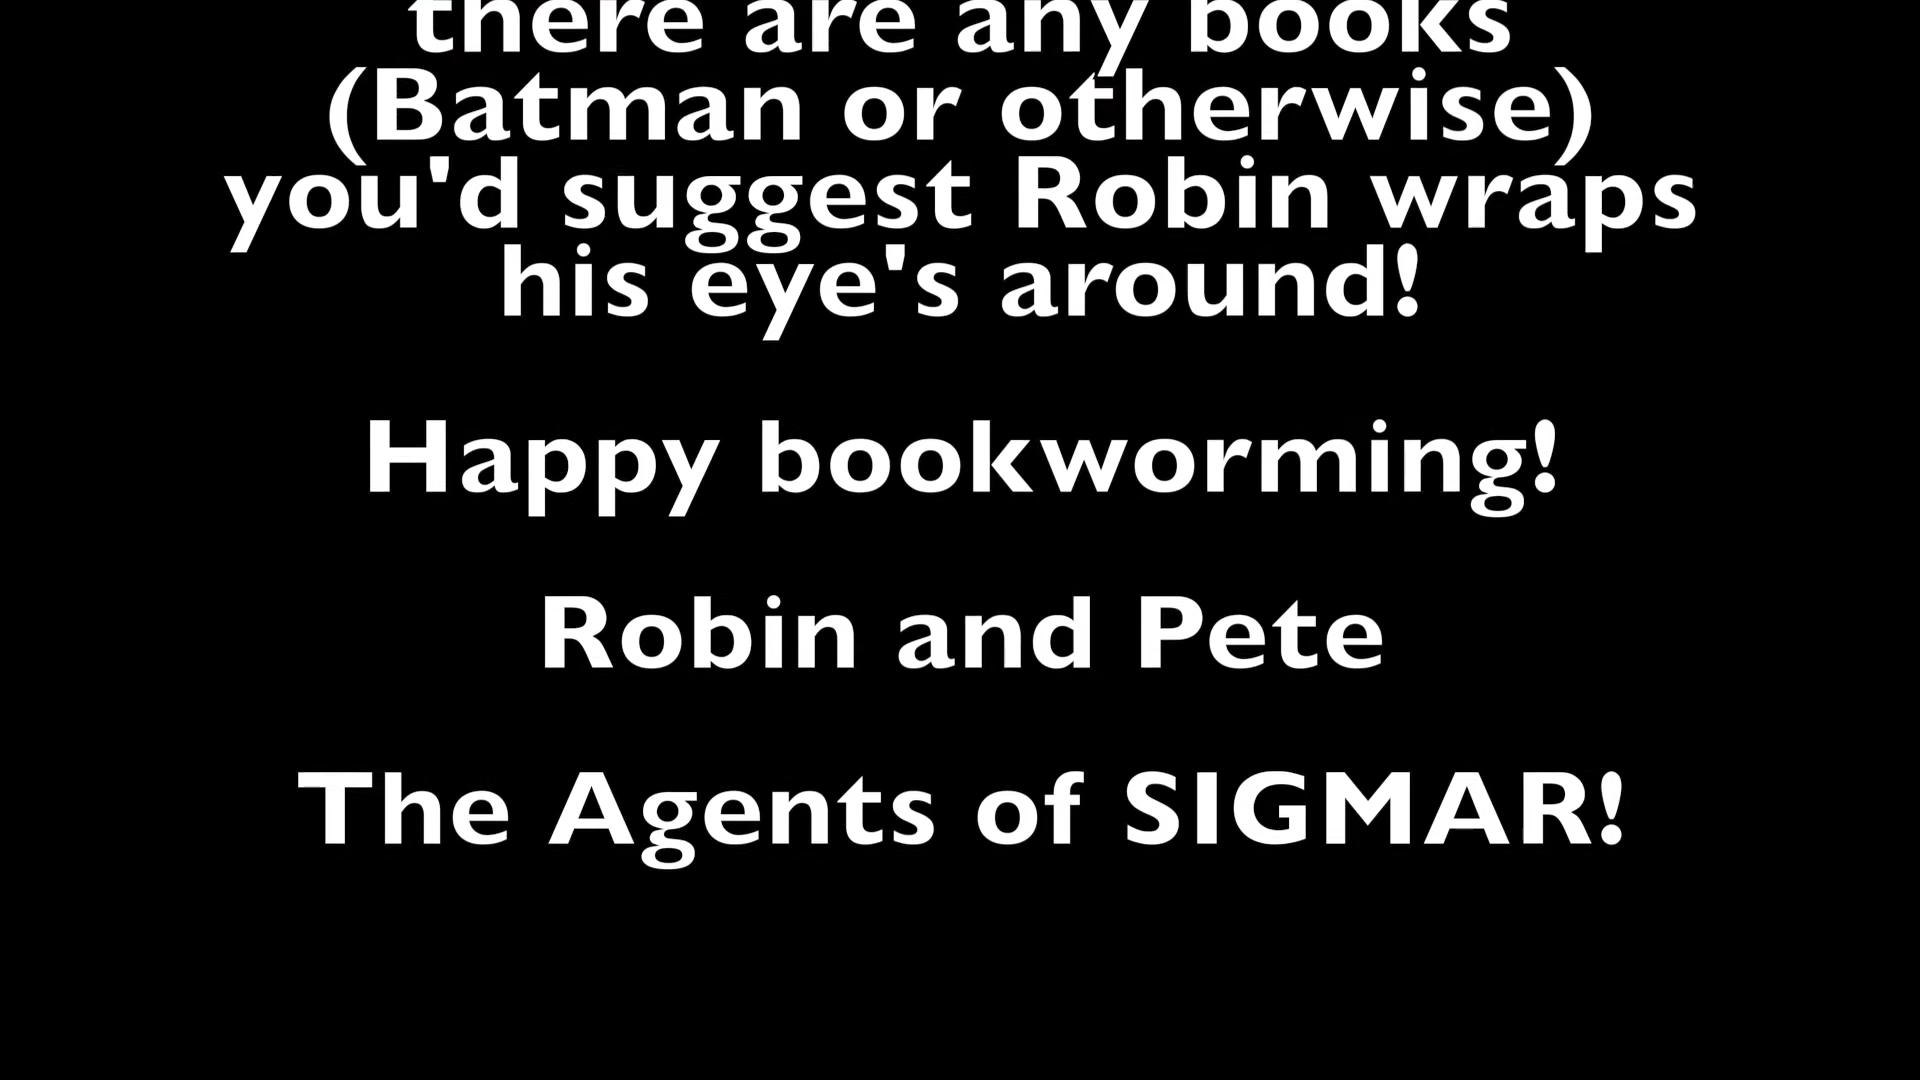 there are any books
(Batman or otherwise)
you'd suggest Robin wraps
his eye's around!
Happy bookworming!
Robin and Pete
The Agents of SIGMAR!